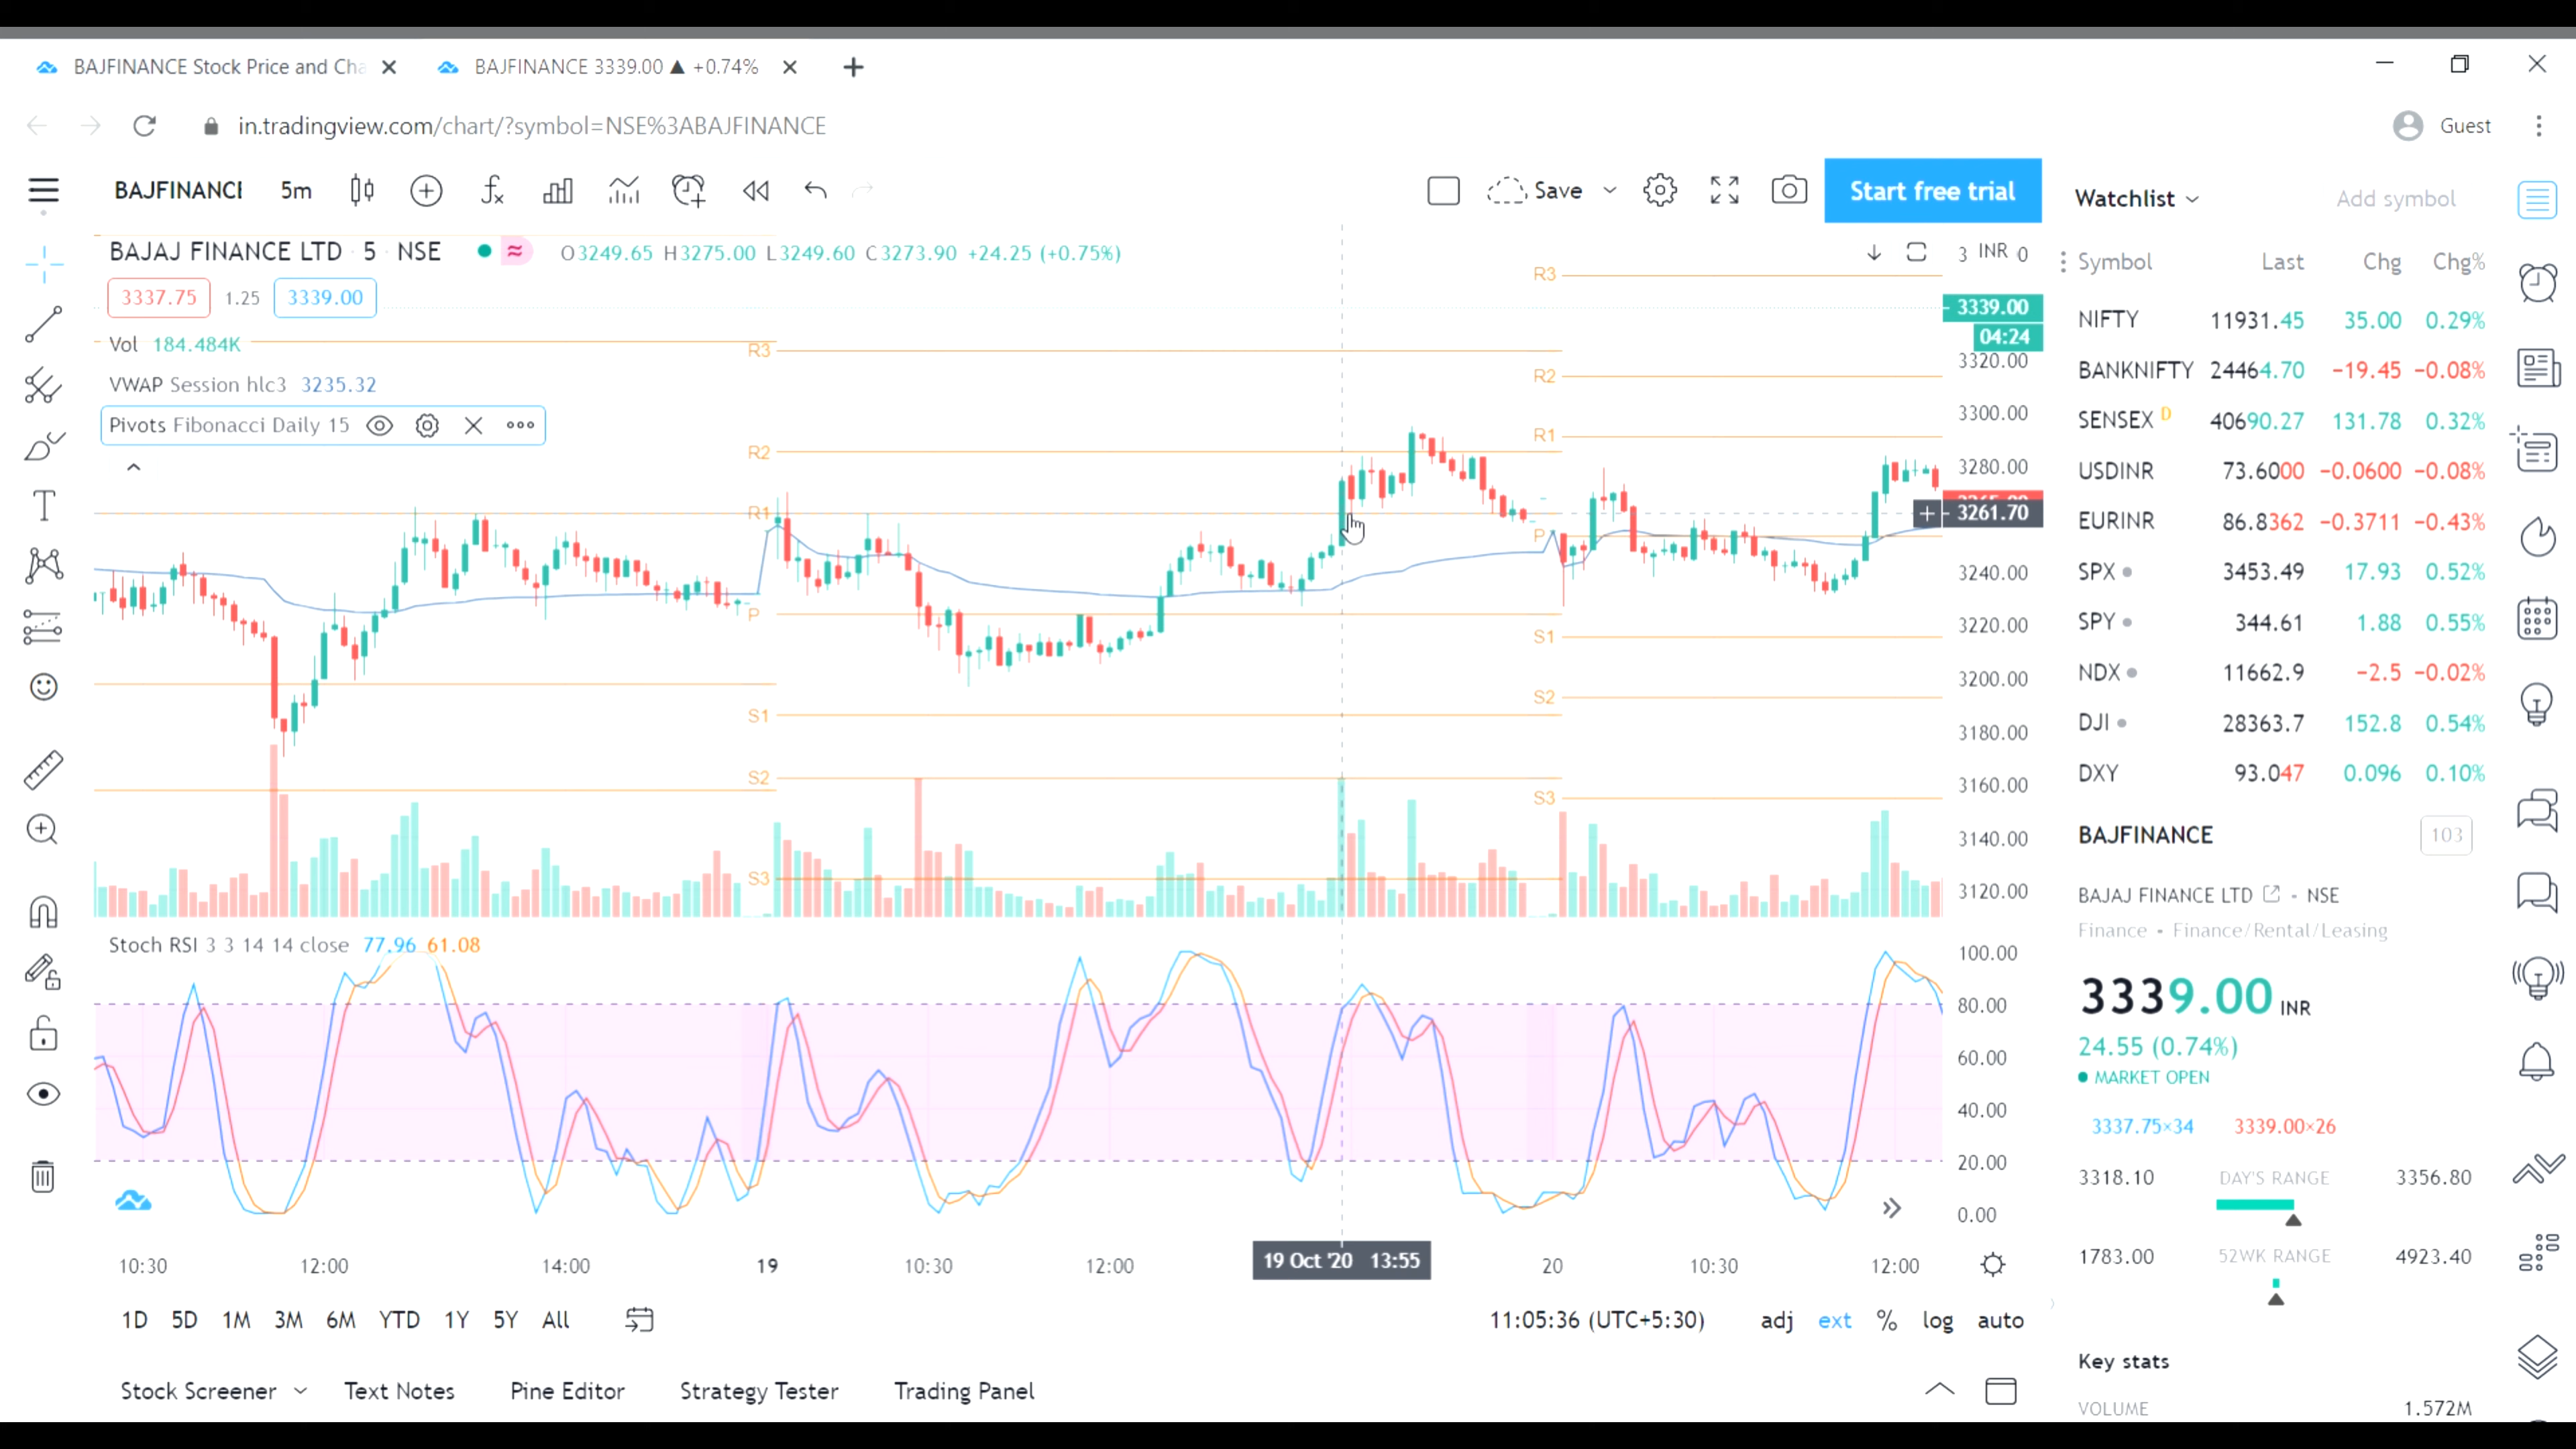 BAJFINANCE Stock Price and Cha
BAJFINANCE 3339.00 ▲ +0.74%
in.tradingview.com/chart/?symbol=NSE%3ABAJFINANCE
Guest
BAJFINANCE 5m
Save
Start free trial
Watchlist
Add symbol
BAJAJ FINANCE LTD · 5 · NSE
O3249.65 H3275.00 L3249.60 C3273.90 +24.25 (+0.75%)
3337.75 1.25 3339.00
Vol 184.484K
VWAP Session hlc3 3235.32
Pivots Fibonacci Daily 15
3 INR 0
3339.00
04:24
3320.00
3300.00
3280.00
3261.70
3240.00
3220.00
3200.00
3180.00
3160.00
3140.00
3120.00
R3
R2
R1
P
S1
S2
S3
R3
R2
R1
P
S1
S2
S3
Stoch RSI 3 3 14 14 close 77.96 61.08
100.00
80.00
60.00
40.00
20.00
0.00
10:30 12:00 14:00 19 10:30 12:00 19 Oct '20 13:55 20 10:30 12:00
1D 5D 1M 3M 6M YTD 1Y 5Y All
11:05:36 (UTC+5:30) adj ext % log auto
Stock Screener Text Notes Pine Editor Strategy Tester Trading Panel
Symbol Last Chg Chg%
NIFTY 11931.45 35.00 0.29%
BANKNIFTY 24464.70 −19.45 −0.08%
SENSEX D 40690.27 131.78 0.32%
USDINR 73.6000 −0.0600 −0.08%
EURINR 86.8362 −0.3711 −0.43%
SPX 3453.49 17.93 0.52%
SPY 344.61 1.88 0.55%
NDX 11662.9 −2.5 −0.02%
DJI 28363.7 152.8 0.54%
DXY 93.047 0.096 0.10%
BAJFINANCE 103
BAJAJ FINANCE LTD - NSE
Finance • Finance/Rental/Leasing
3339.00 INR
24.55 (0.74%)
MARKET OPEN
3337.75×34 3339.00×26
3318.10 DAY'S RANGE 3356.80
1783.00 52WK RANGE 4923.40
Key stats
VOLUME 1.572M